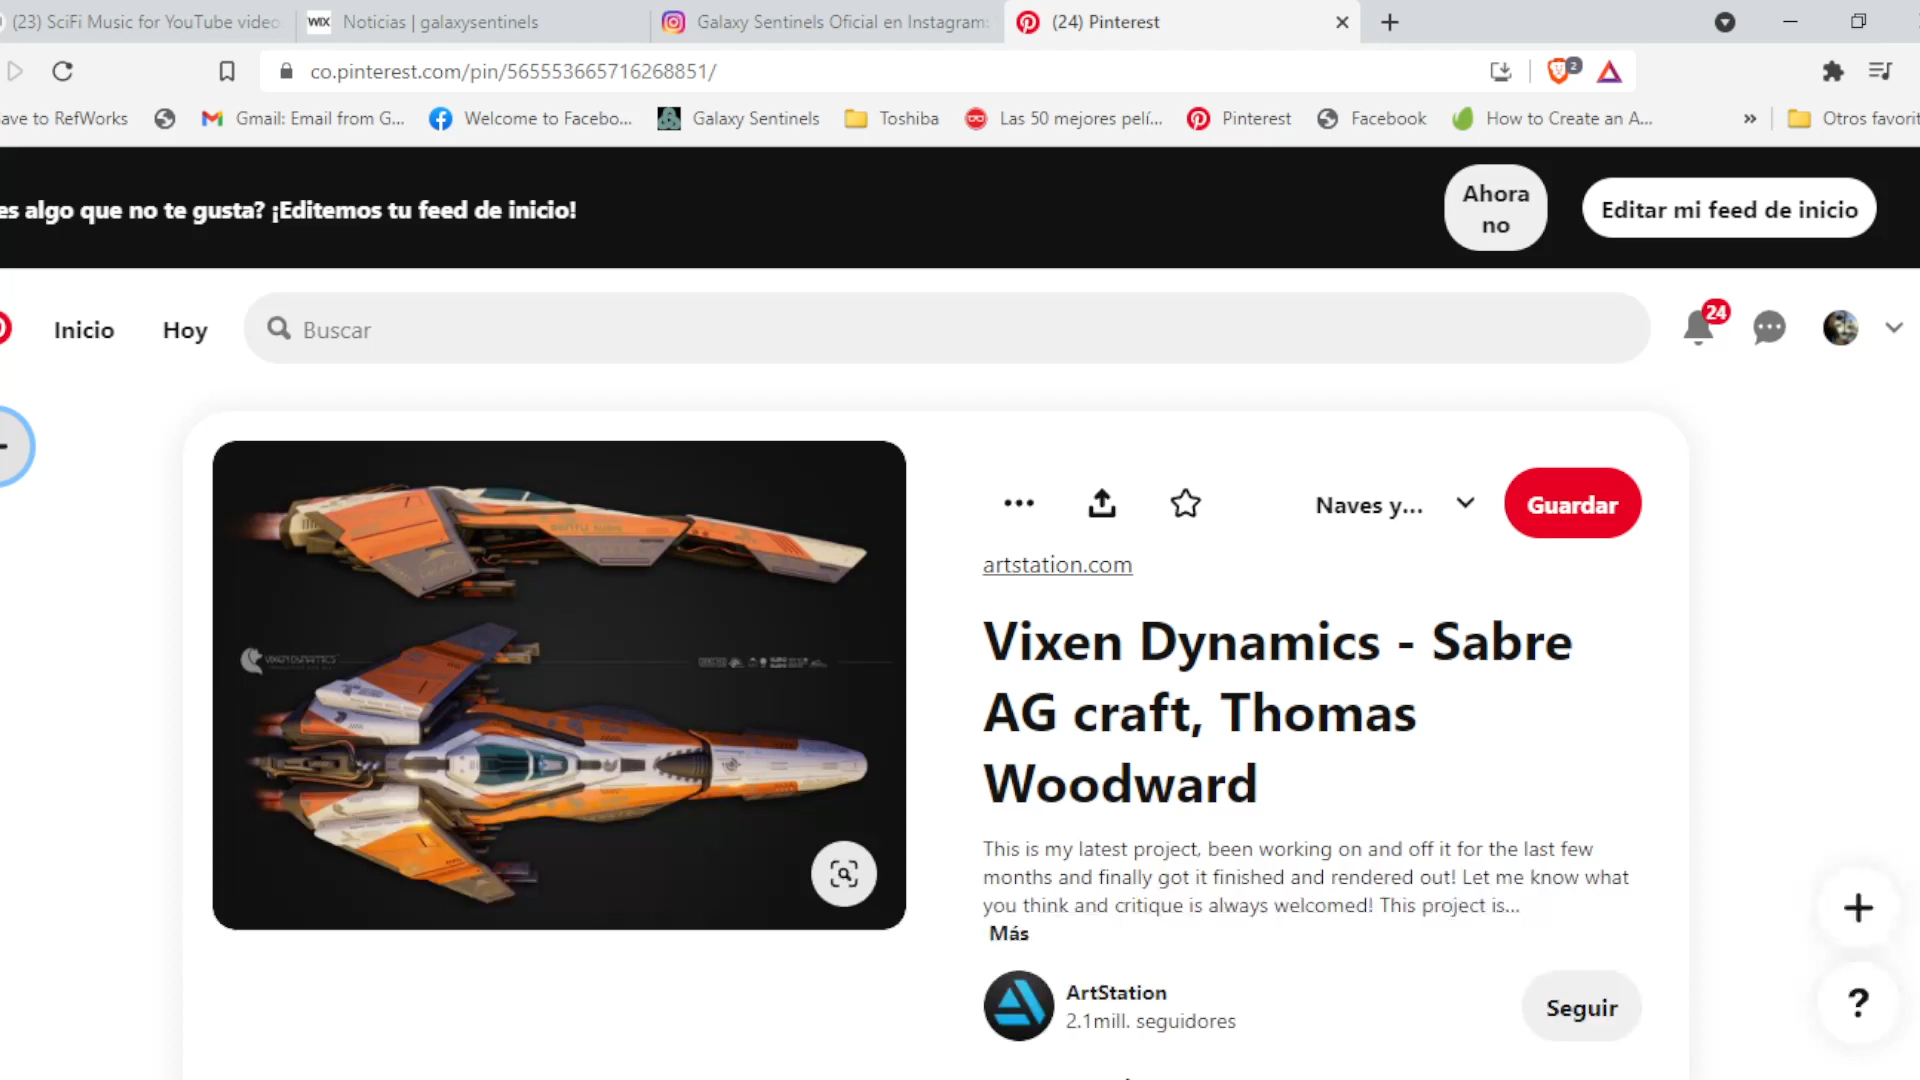 (23) SciFi Music for YouTube video
WIX Noticias | galaxysentinels
Galaxy Sentinels Oficial en Instagram:
(24) Pinterest
co.pinterest.com/pin/565553665716268851/
2
ave to RefWorks
Gmail: Email from G...
Welcome to Facebo...
Galaxy Sentinels
Toshiba
Las 50 mejores pelí...
Pinterest
Facebook
How to Create an A...
»
Otros favorit
es algo que no te gusta? ¡Editemos tu feed de inicio!
Ahora
no
Editar mi feed de inicio
Inicio
Hoy
Buscar
24
Naves y...
Guardar
artstation.com
VIXEN DYNAMICS
Vixen Dynamics - Sabre
AG craft, Thomas
Woodward
This is my latest project, been working on and off it for the last few
months and finally got it finished and rendered out! Let me know what
you think and critique is always welcomed! This project is...
Más
ArtStation
2.1mill. seguidores
Seguir
?